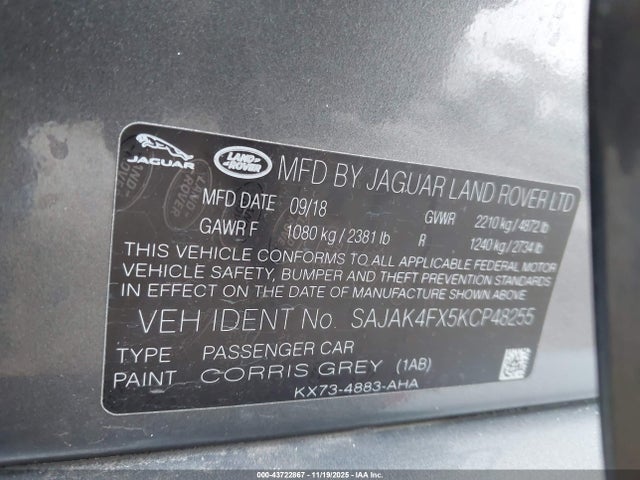 JAGUAR LAND ROVER MFD BY JAGUAR LAND ROVER LTD
MFD DATE 09/18 GVWR 2210 kg / 4872 lb
GAWR F 1080 kg / 2381 lb R 1240 kg / 2734 lb
THIS VEHICLE CONFORMS TO ALL APPLICABLE FEDERAL MOTOR
VEHICLE SAFETY, BUMPER AND THEFT PREVENTION STANDARDS
IN EFFECT ON THE DATE OF MANUFACTURE SHOWN ABOVE.
VEH IDENT No. SAJAK4FX5KCP48255
TYPE PASSENGER CAR
PAINT CORRIS GREY (1AB)
KX73-4883-AHA
000-43722867 - 11/19/2025 - IAAI.COM